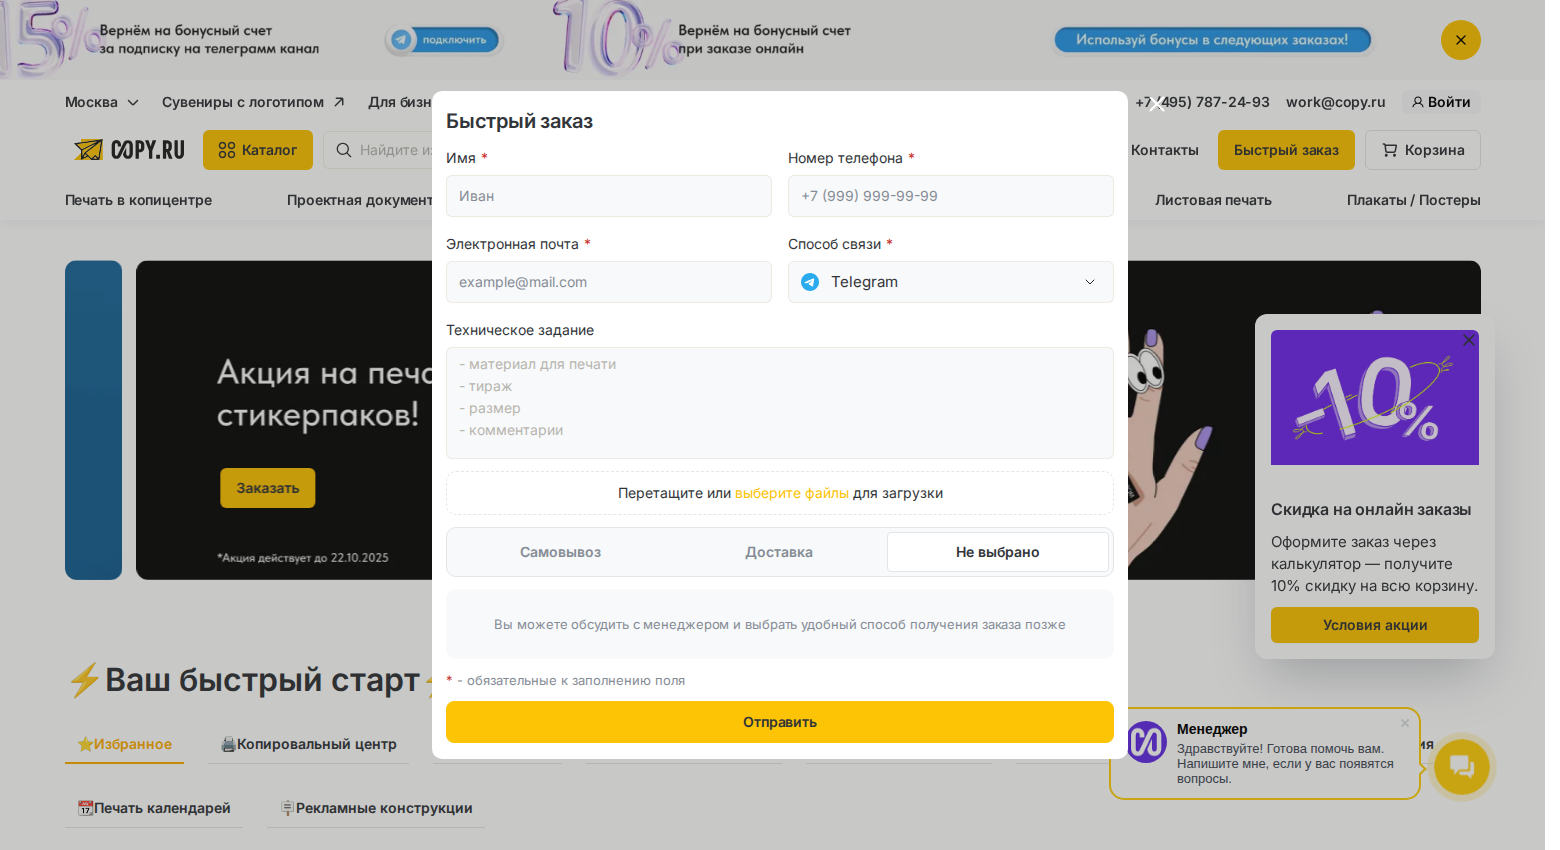 15%
Вернём на бонусный счет
за подписку на телеграмм канал
подключить
10%
Вернём на бонусный счет
при заказе онлайн
Используй бонусы в следующих заказах!
Москва
Сувениры с логотипом
Для бизн
+7 (495) 787-24-93
work@copy.ru
Войти
COPY.RU
Каталог
Найдите
Контакты
Быстрый заказ
Корзина
Печать в копицентре
Проектная документ
Листовая печать
Плакаты / Постеры
Быстрый заказ
Имя *
Номер телефона *
Иван
+7 (999) 999-99-99
Электронная почта *
Способ связи *
example@mail.com
Telegram
Техническое задание
- материал для печати
- тираж
- размер
- комментарии
Перетащите или выберите файлы для загрузки
Самовывоз
Доставка
Не выбрано
Вы можете обсудить с менеджером и выбрать удобный способ получения заказа позже
* - обязательные к заполнению поля
Отправить
Акция на печа
стикерпаков!
Заказать
*Акция действует до 22.10.2025
-10%
Скидка на онлайн заказы
Оформите заказ через
калькулятор — получите
10% скидку на всю корзину.
Условия акции
⚡Ваш быстрый старт⚡
⭐Избранное
🖨️Копировальный центр
ия
📆Печать календарей
🪧Рекламные конструкции
Менеджер
Здравствуйте! Готова помочь вам.
Напишите мне, если у вас появятся
вопросы.